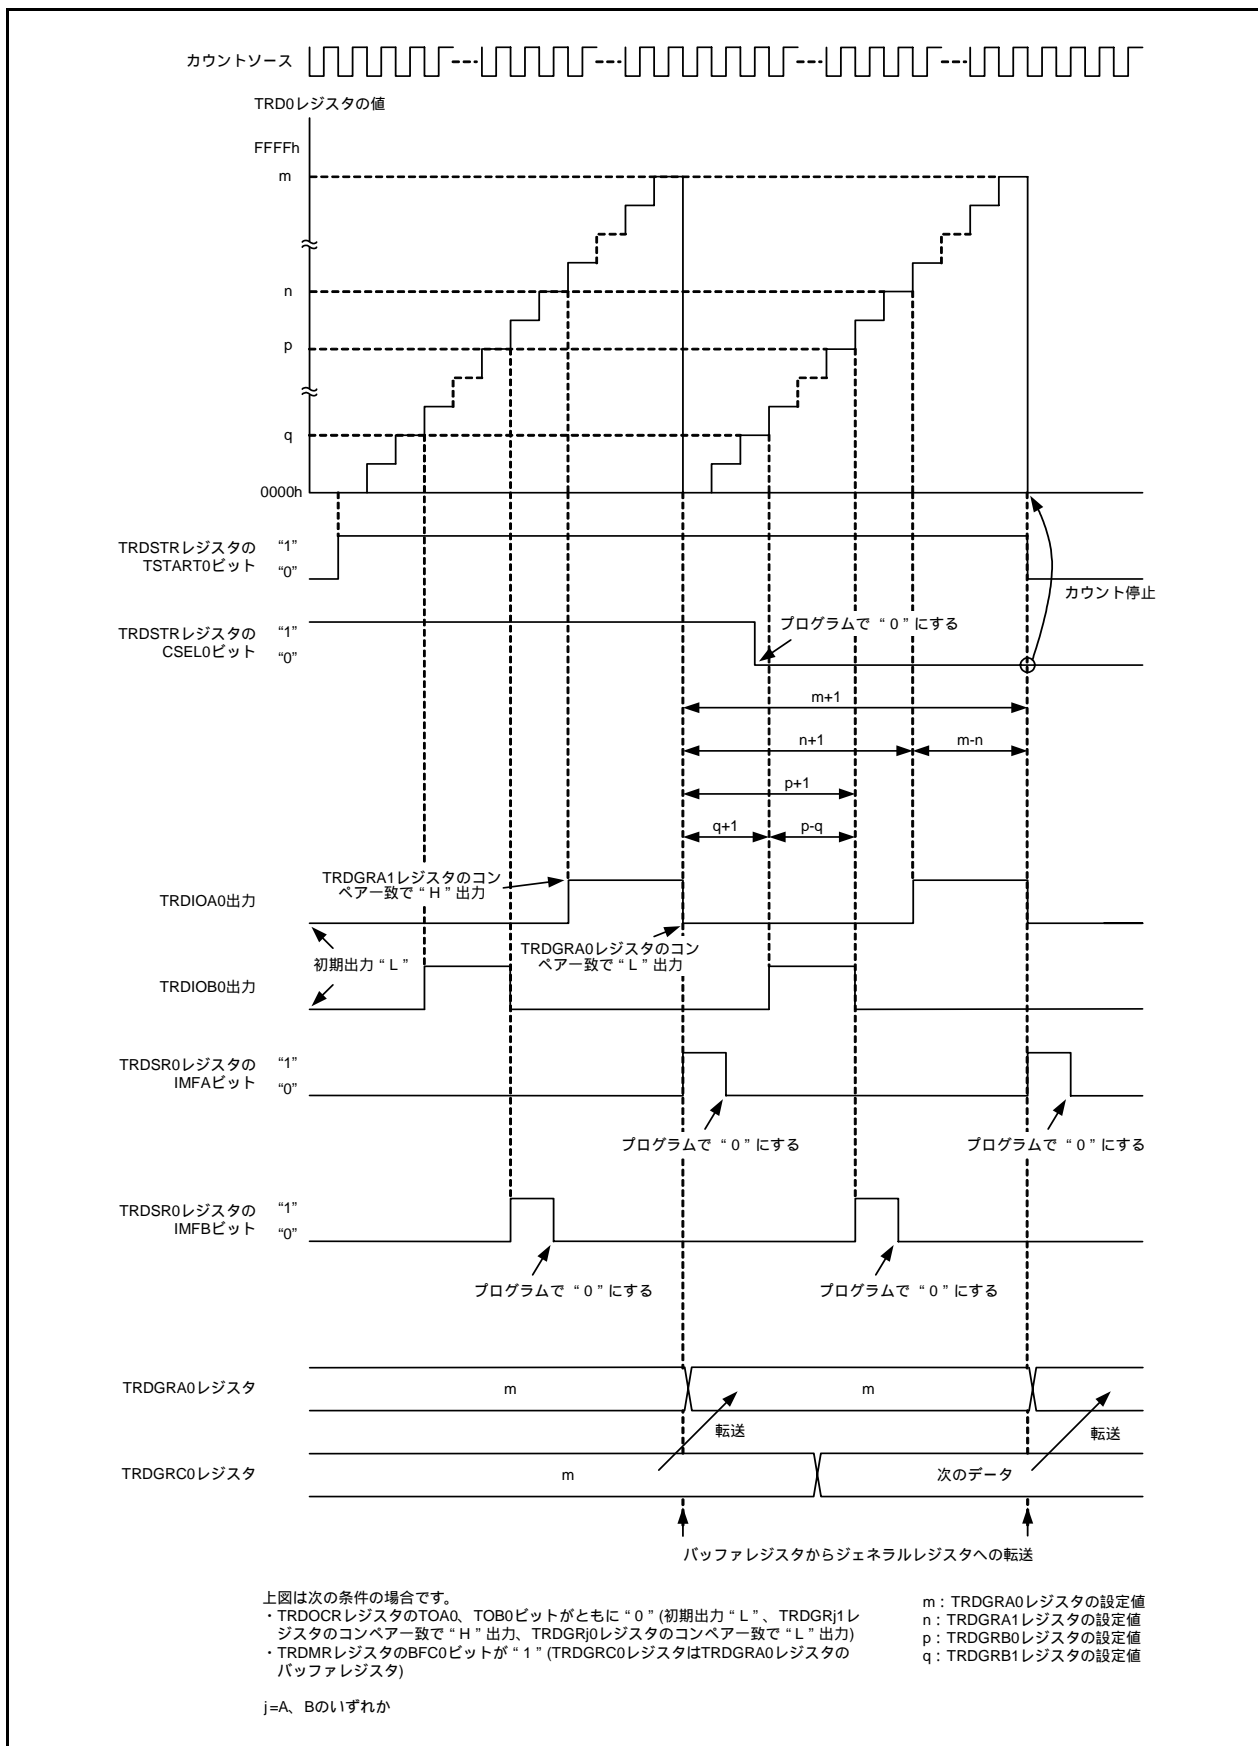 カウントソース
TRD0レジスタの値
FFFFh
m
n
p
q
0000h
TRDSTRレジスタの
TSTART0ビット
“1”
“0”
カウント停止
TRDSTRレジスタの
CSEL0ビット
“1”
“0”
プログラムで “ 0 ” にする
m+1
n+1
m-n
p+1
q+1
p-q
TRDGRA1レジスタのコン
ペア一致で “ H ” 出力
TRDIOA0出力
TRDGRA0レジスタのコン
ペア一致で “ L ” 出力
初期出力 “ L ”
TRDIOB0出力
TRDSR0レジスタの
IMFAビット
“1”
“0”
プログラムで “ 0 ” にする
プログラムで “ 0 ” にする
TRDSR0レジスタの
IMFBビット
“1”
“0”
プログラムで “ 0 ” にする
プログラムで “ 0 ” にする
TRDGRA0レジスタ
m
m
転送
転送
TRDGRC0レジスタ
m
次のデータ
バッファレジスタからジェネラルレジスタへの転送
上図は次の条件の場合です。
・TRDOCRレジスタのTOA0、TOB0ビットがともに “ 0 ” (初期出力 “ L ” 、TRDGRj1レ
ジスタのコンペア一致で “ H ” 出力、TRDGRj0レジスタのコンペア一致で “ L ” 出力)
・TRDMRレジスタのBFC0ビットが “ 1 ” (TRDGRC0レジスタはTRDGRA0レジスタの
バッファレジスタ)
j=A、Bのいずれか
m : TRDGRA0レジスタの設定値
n : TRDGRA1レジスタの設定値
p : TRDGRB0レジスタの設定値
q : TRDGRB1レジスタの設定値